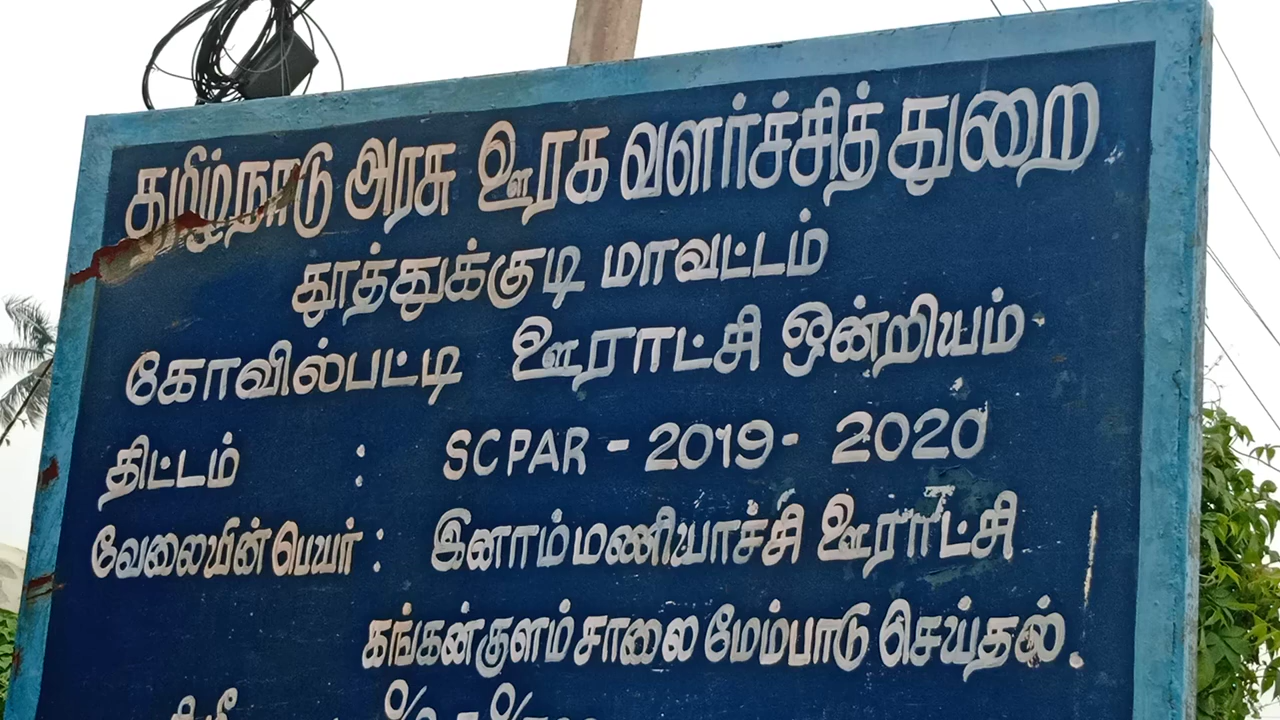 தமிழ்நாடு அரசு ஊரக வளர்ச்சித்துறை
தூத்துக்குடி மாவட்டம்
கோவில்பட்டி ஊராட்சி ஒன்றியம்
திட்டம் : SCPAR - 2019 - 2020
வேலையின் பெயர் : இனாம்மணியாச்சி ஊராட்சி
கங்கன்குளம் சாலை மேம்பாடு செய்தல்.